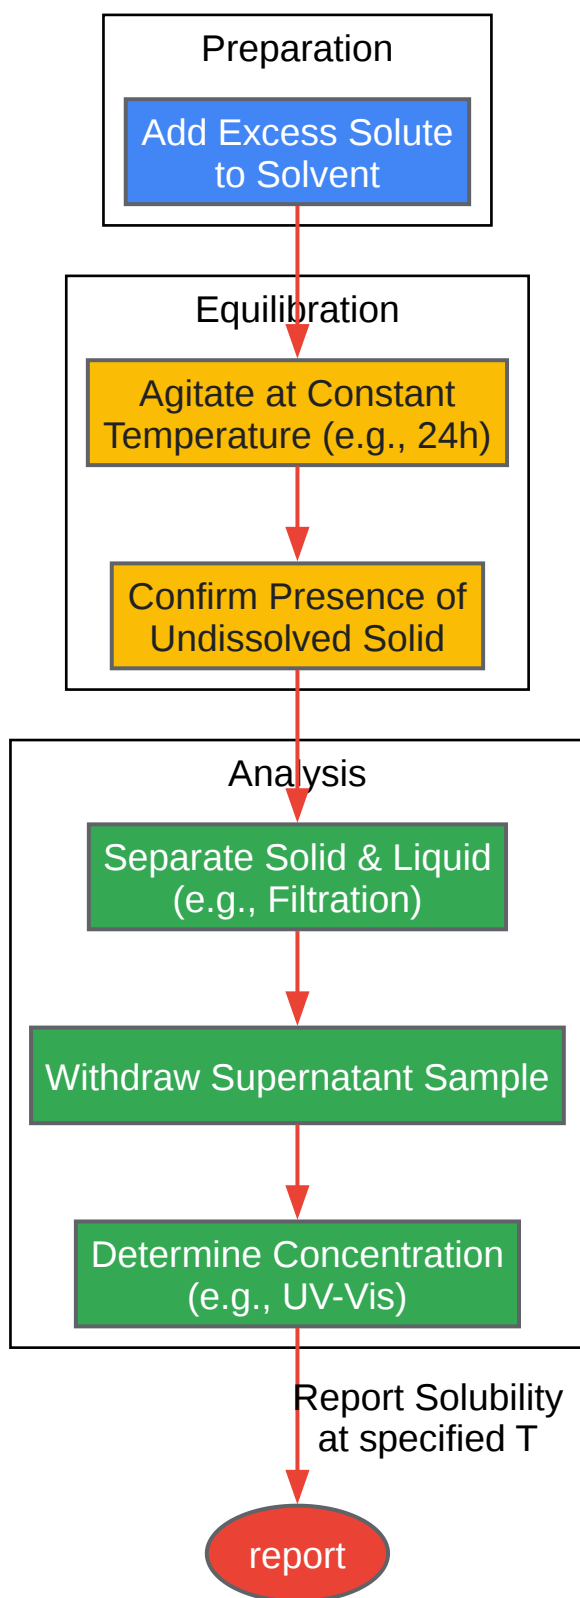 Preparation
Add Excess Solute
to Solvent
Equilibration
Agitate at Constant
Temperature (e.g., 24h)
Confirm Presence of
Undissolved Solid
Analysis
Separate Solid & Liquid
(e.g., Filtration)
Withdraw Supernatant Sample
Determine Concentration
(e.g., UV-Vis)
Report Solubility
at specified T
report